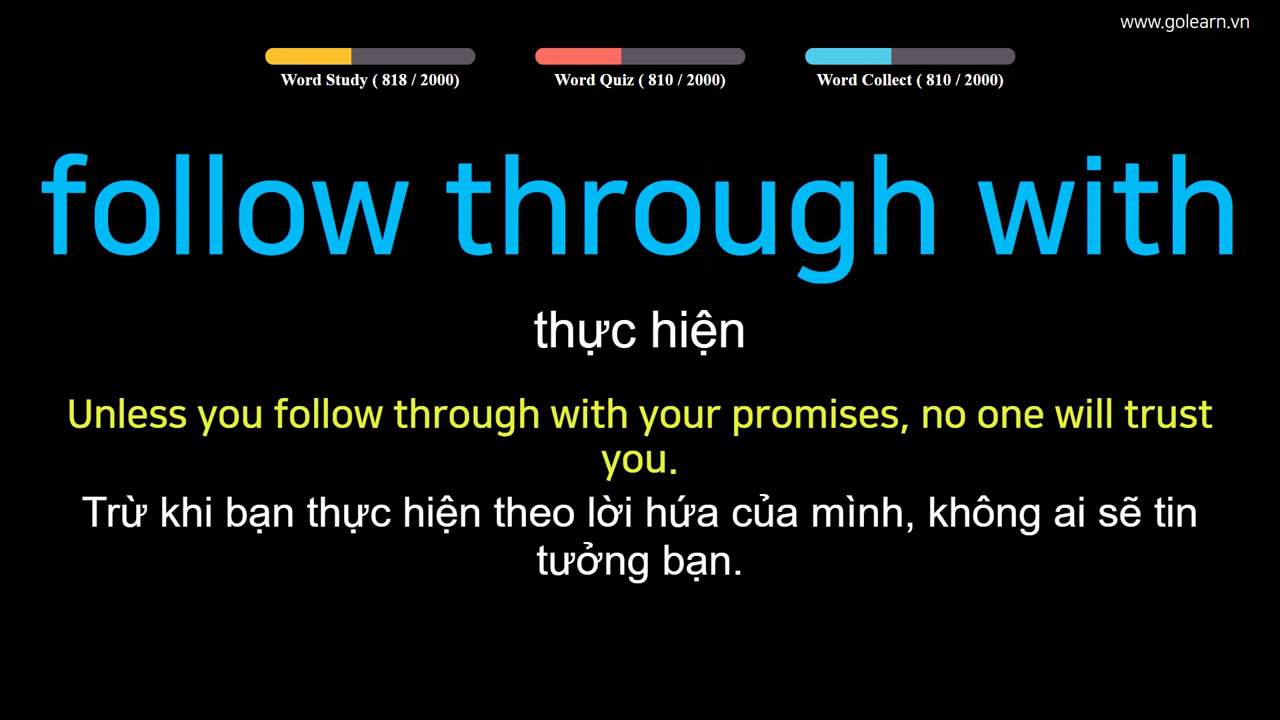 www.golearn.vn
Word Study ( 818 / 2000) Word Quiz ( 810 / 2000) Word Collect ( 810 / 2000)
follow through with
thực hiện
Unless you follow through with your promises, no one will trust
you.
Trừ khi bạn thực hiện theo lời hứa của mình, không ai sẽ tin
tưởng bạn.